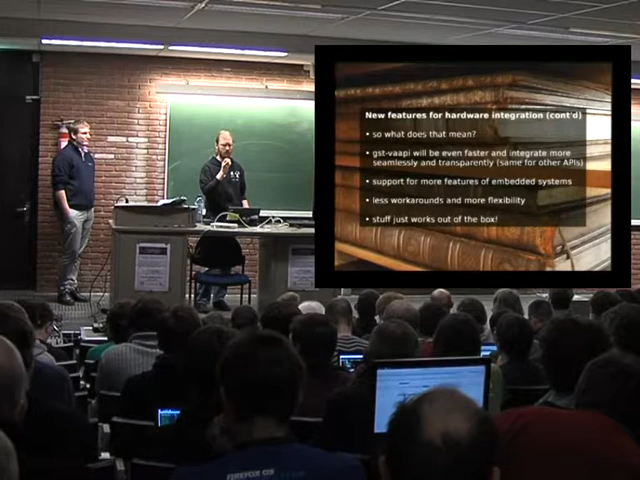 New features for hardware integration (cont'd)
• so what does that mean?
• gst-vaapi will be even faster and integrate more
seamlessly and transparently (same for other APIs)
• support for more features of embedded systems
• less workarounds and more flexibility
• stuff just works out of the box!
FIREFOX OS